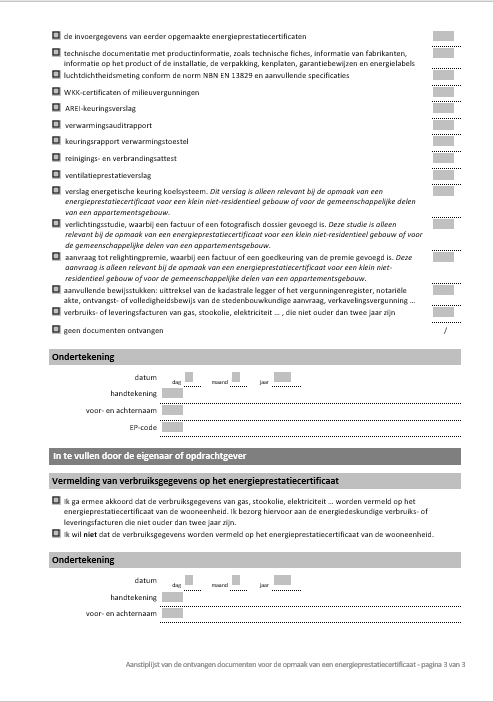 de invoergegevens van eerder opgemaakte energieprestatiecertificaten
technische documentatie met productinformatie, zoals technische fiches, informatie van fabrikanten,
informatie op het product of de installatie, de verpakking, kenplaten, garantiebewijzen en energielabels
luchtdichtheidsmeting conform de norm NBN EN 13829 en aanvullende specificaties
WKK-certificaten of milieuvergunningen
AREI-keuringsverslag
verwarmingsauditrapport
keuringsrapport verwarmingstoestel
reinigings- en verbrandingsattest
ventilatieprestatieverslag
verslag energetische keuring koelsysteem. Dit verslag is alleen relevant bij de opmaak van een
energieprestatiecertificaat voor een klein niet-residentieel gebouw of voor de gemeenschappelijke delen
van een appartementsgebouw.
verlichtingsstudie, waarbij een factuur of een fotografisch dossier gevoegd is. Deze studie is alleen
relevant bij de opmaak van een energieprestatiecertificaat voor een klein niet-residentieel gebouw of voor
de gemeenschappelijke delen van een appartementsgebouw.
aanvraag tot relightingpremie, waarbij een factuur of een goedkeuring van de premie gevoegd is. Deze
aanvraag is alleen relevant bij de opmaak van een energieprestatiecertificaat voor een klein niet-
residentieel gebouw of voor de gemeenschappelijke delen van een appartementsgebouw.
aanvullende bewijsstukken: uittreksel van de kadastrale legger of het vergunningenregister, notariële
akte, ontvangst- of volledigheidsbewijs van de stedenbouwkundige aanvraag, verkavelingsvergunning ...
verbruiks- of leveringsfacturen van gas, stookolie, elektriciteit ... , die niet ouder dan twee jaar zijn
geen documenten ontvangen /
Ondertekening
datum dag maand jaar
handtekening
voor- en achternaam
EP-code
In te vullen door de eigenaar of opdrachtgever
Vermelding van verbruiksgegevens op het energieprestatiecertificaat
Ik ga ermee akkoord dat de verbruiksgegevens van gas, stookolie, elektriciteit ... worden vermeld op het
energieprestatiecertificaat van de wooneenheid. Ik bezorg hiervoor aan de energiedeskundige verbruiks- of
leveringsfacturen die niet ouder dan twee jaar zijn.
Ik wil niet dat de verbruiksgegevens worden vermeld op het energieprestatiecertificaat van de wooneenheid.
Ondertekening
datum dag maand jaar
handtekening
voor- en achternaam
Aanstiplijst van de ontvangen documenten voor de opmaak van een energieprestatiecertificaat - pagina 3 van 3